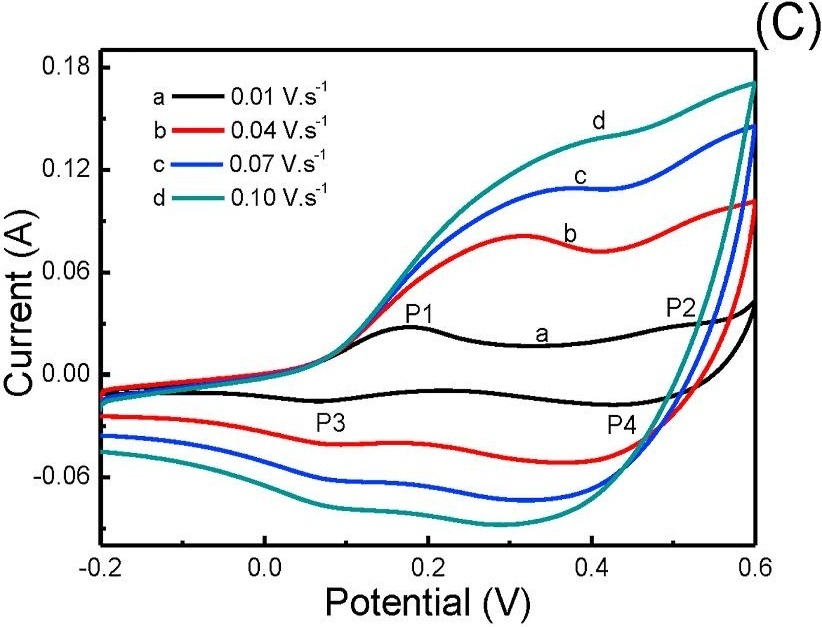 (C)
0.18
0.12
0.06
0.00
-0.06
Current (A)
a 0.01 V.s⁻¹
b 0.04 V.s⁻¹
c 0.07 V.s⁻¹
d 0.10 V.s⁻¹
d
c
b
P1
P2
a
P3
P4
-0.2 0.0 0.2 0.4 0.6
Potential (V)